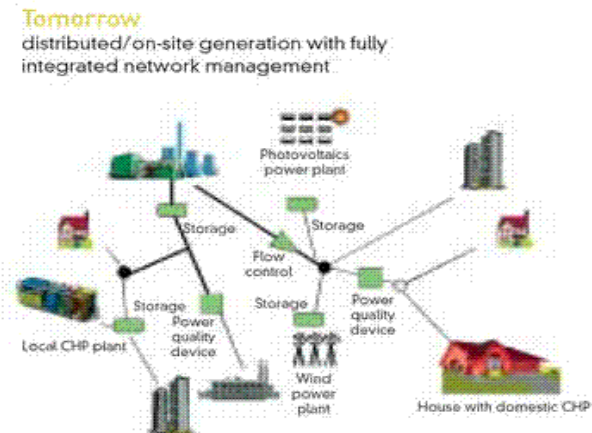 Tomorrow
distributed/on-site generation with fully
integrated network management
Photovoltaics
power plant
Storage
Storage
Flow
control
Storage
Storage
Power
quality
device
Power
quality
device
Local CHP plant
Wind
power
plant
House with domestic CHP